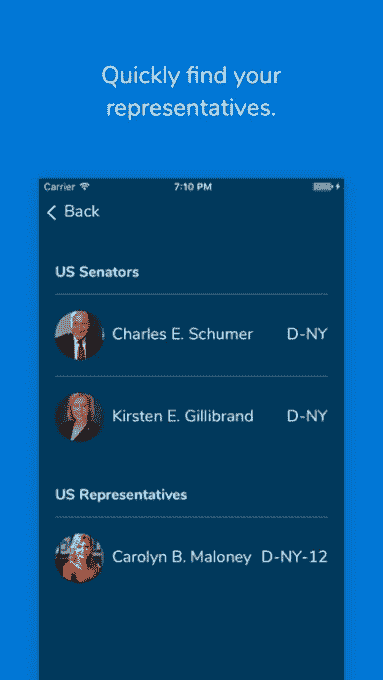 Quickly find your
representatives.
Carrier 7:10 PM
Back
US Senators
Charles E. Schumer D-NY
Kirsten E. Gillibrand D-NY
US Representatives
Carolyn B. Maloney D-NY-12